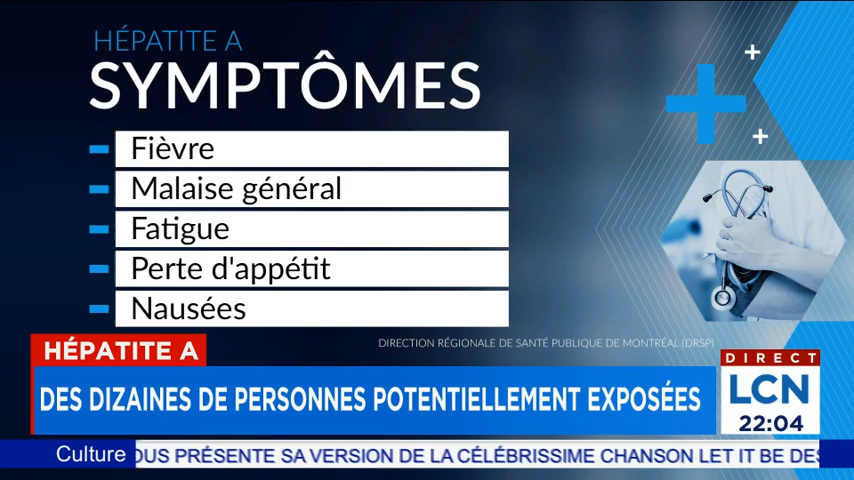 HÉPATITE A
SYMPTÔMES
Fièvre
Malaise général
Fatigue
Perte d'appétit
Nausées
DIRECTION RÉGIONALE DE SANTÉ PUBLIQUE DE MONTRÉAL (DRSP)
HÉPATITE A
DES DIZAINES DE PERSONNES POTENTIELLEMENT EXPOSÉES
DIRECT
LCN
22:04
Culture OUS PRÉSENTE SA VERSION DE LA CÉLÉBRISSIME CHANSON LET IT BE DES